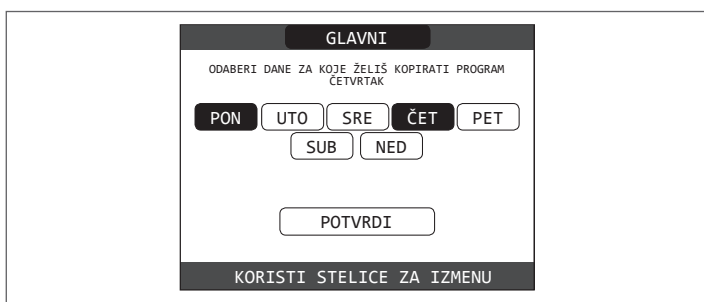 GLAVNI
ODABERI DANE ZA KOJE ŽELIŠ KOPIRATI PROGRAM
ČETVRTAK
PON UTO SRE ČET PET
SUB NED
POTVRDI
KORISTI STELICE ZA IZMENU